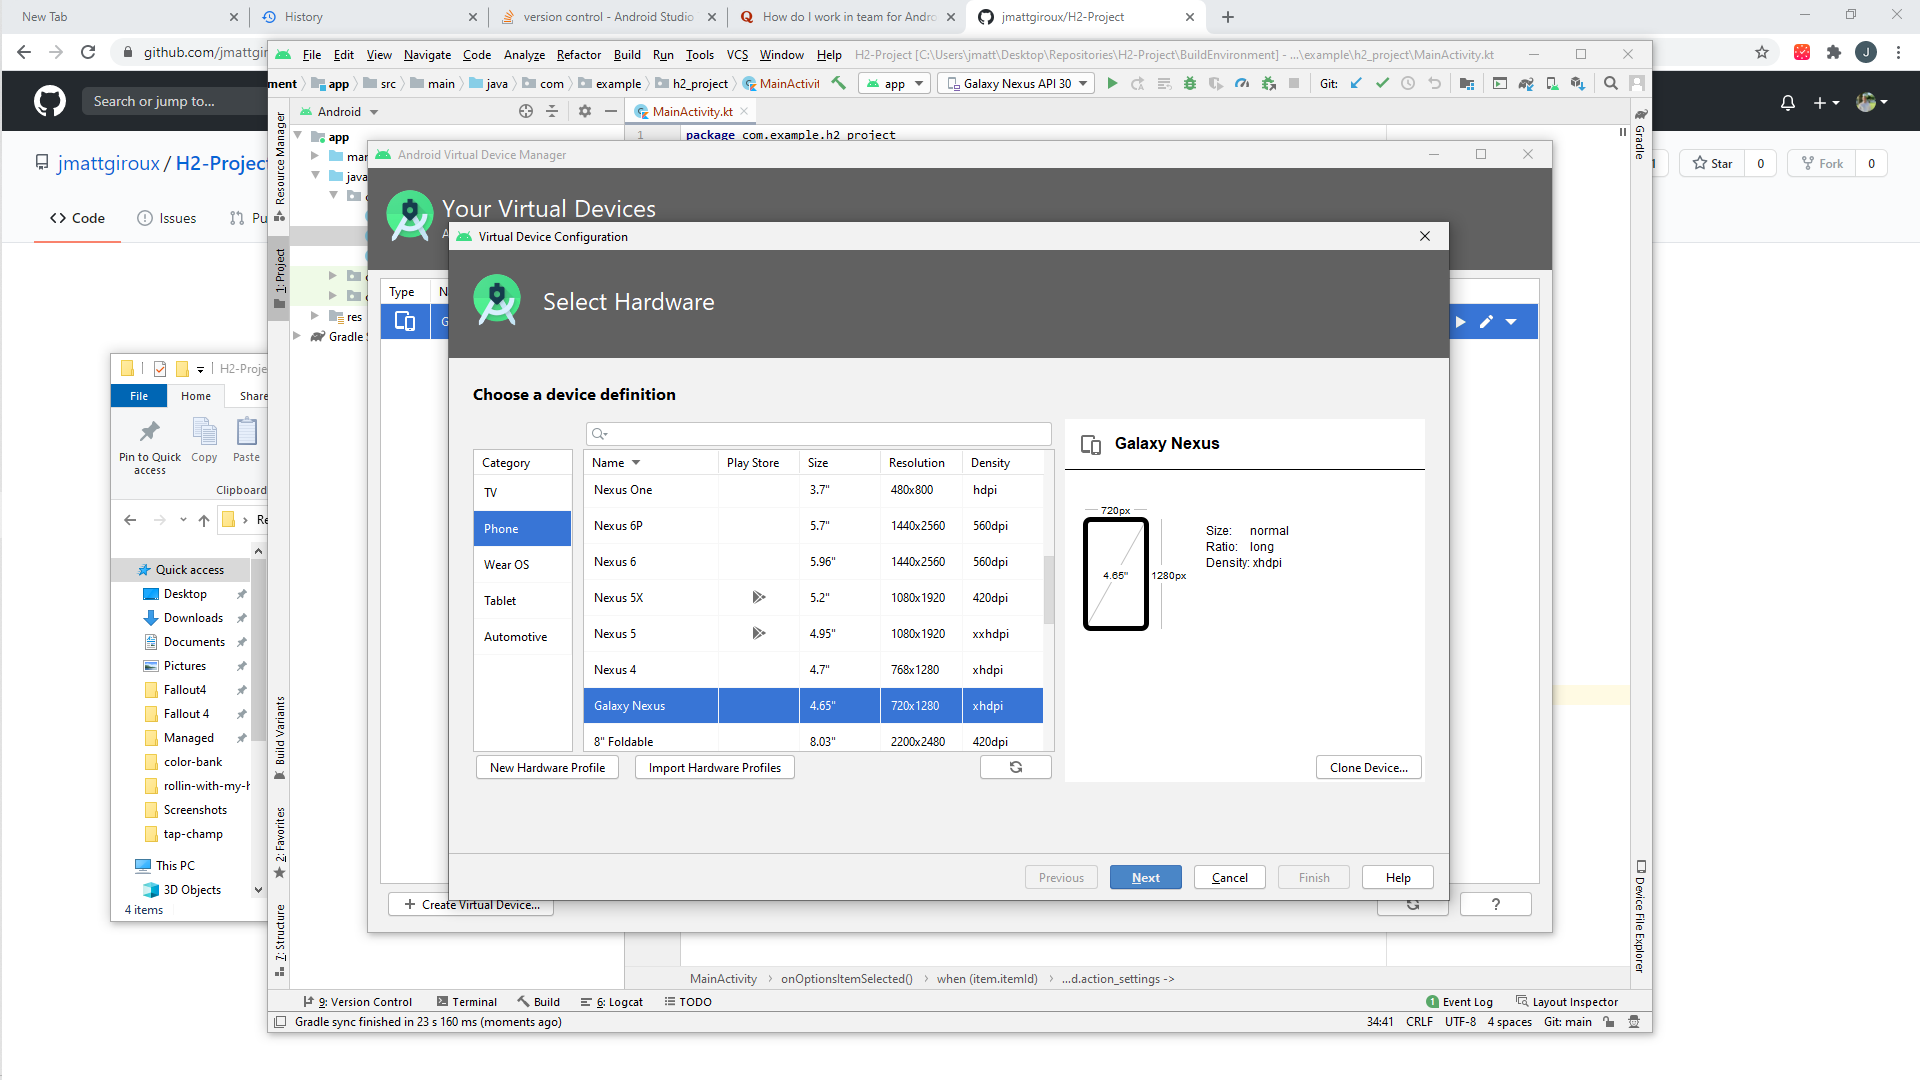 New Tab
History
version control - Android Studio
How do I work in team for Andro
jmattgiroux/H2-Project
github.com/jmattgir
J
File Edit View Navigate Code Analyze Refactor Build Run Tools VCS Window Help H2-Project [C:\Users\jmatt\Desktop\Repositories\H2-Project\BuildEnvironment] - ...\example\h2_project\MainActivity.kt
ment app src main java com example h2_project MainActivit app Galaxy Nexus API 30 Git:
Search or jump to...
Android
MainActivity.kt
1 package com.example.h2_project
app
mar
java
res
Gradle S
Resource Manager
1: Project
Build Variants
2: Favorites
7: Structure
Gradle
Device File Explorer
jmattgiroux / H2-Project
1 Star 0 Fork 0
Code Issues Pu
Android Virtual Device Manager
Your Virtual Devices
A
Type N
G
Virtual Device Configuration
Select Hardware
Choose a device definition
Category
TV
Phone
Wear OS
Tablet
Automotive
Name Play Store Size Resolution Density
Nexus One 3.7" 480x800 hdpi
Nexus 6P 5.7" 1440x2560 560dpi
Nexus 6 5.96" 1440x2560 560dpi
Nexus 5X 5.2" 1080x1920 420dpi
Nexus 5 4.95" 1080x1920 xxhdpi
Nexus 4 4.7" 768x1280 xhdpi
Galaxy Nexus 4.65" 720x1280 xhdpi
8" Foldable 8.03" 2200x2480 420dpi
New Hardware Profile Import Hardware Profiles
Galaxy Nexus
720px
4.65"
1280px
Size: normal
Ratio: long
Density: xhdpi
Clone Device...
Previous Next Cancel Finish Help
+ Create Virtual Device...
?
H2-Proje
File Home Share
Pin to Quick access
Copy
Paste
Clipboard
Re
Quick access
Desktop
Downloads
Documents
Pictures
Fallout4
Fallout 4
Managed
color-bank
rollin-with-my-h
Screenshots
tap-champ
This PC
3D Objects
4 items
MainActivity onOptionsItemSelected() when (item.itemId) ...d.action_settings ->
9: Version Control Terminal Build 6: Logcat TODO
1 Event Log Layout Inspector
Gradle sync finished in 23 s 160 ms (moments ago)
34:41 CRLF UTF-8 4 spaces Git: main